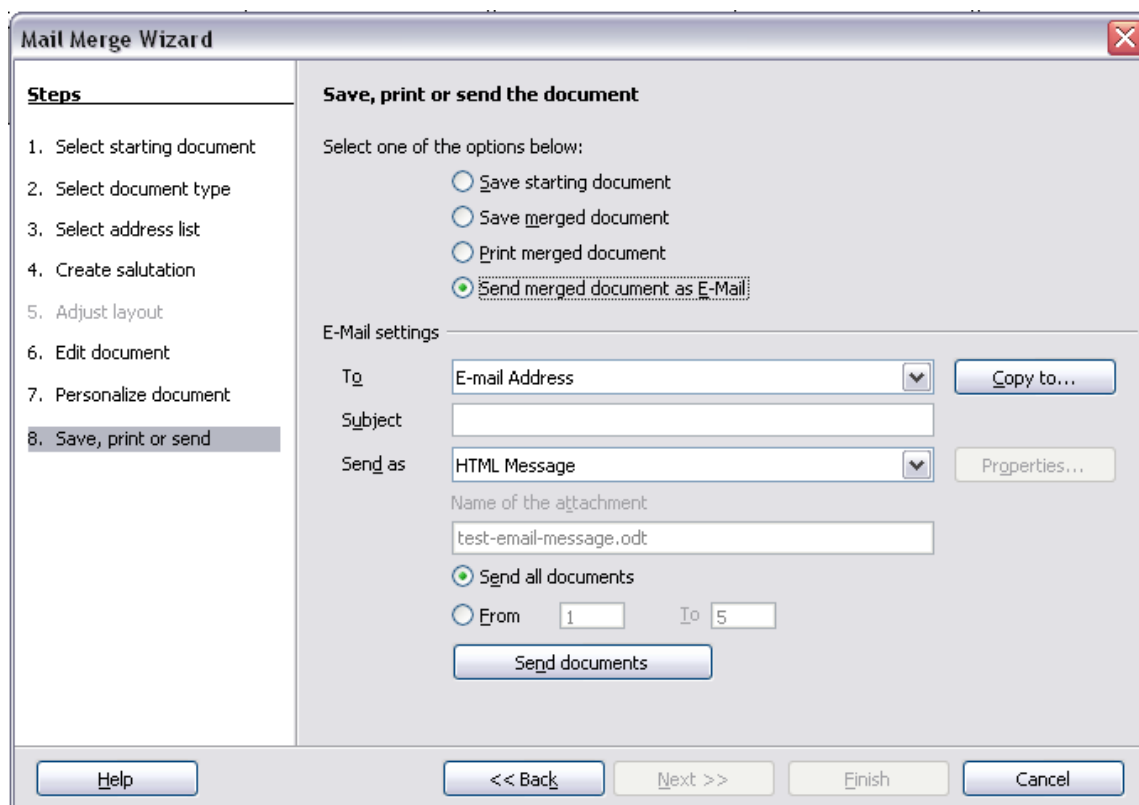 Mail Merge Wizard
Steps
1. Select starting document
2. Select document type
3. Select address list
4. Create salutation
5. Adjust layout
6. Edit document
7. Personalize document
8. Save, print or send
Save, print or send the document
Select one of the options below:
Save starting document
Save merged document
Print merged document
Send merged document as E-Mail
E-Mail settings
To E-mail Address Copy to...
Subject
Send as HTML Message Properties...
Name of the attachment
test-email-message.odt
Send all documents
From 1 To 5
Send documents
Help << Back Next >> Finish Cancel